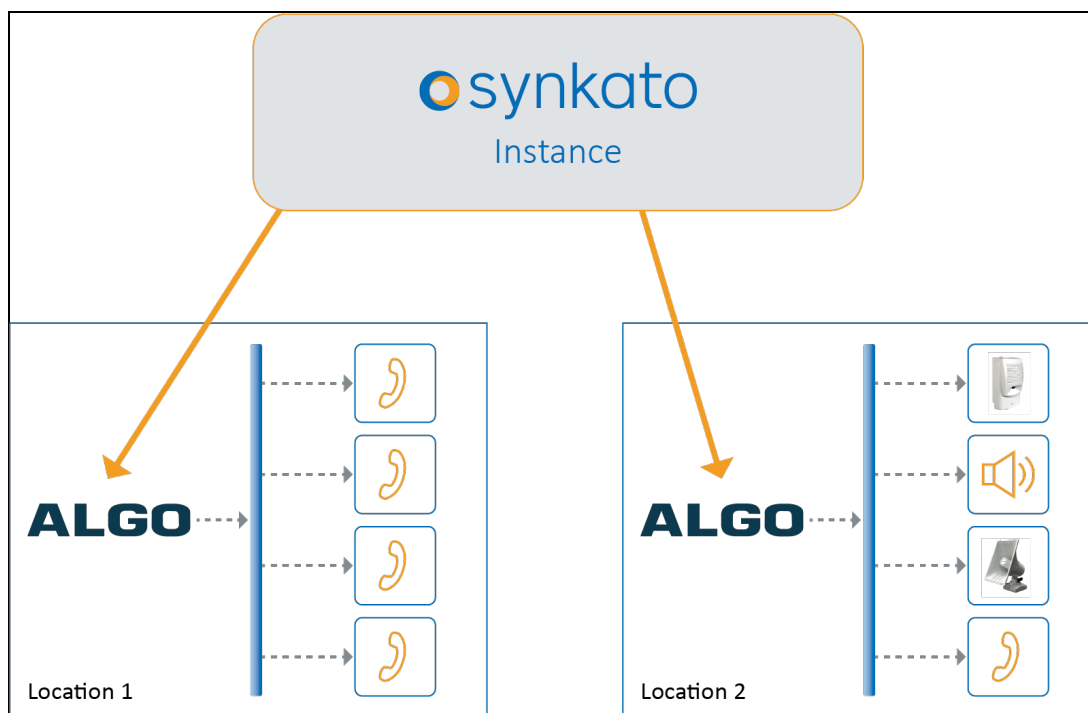 synkato
Instance
ALGO
ALGO
Location 1
Location 2